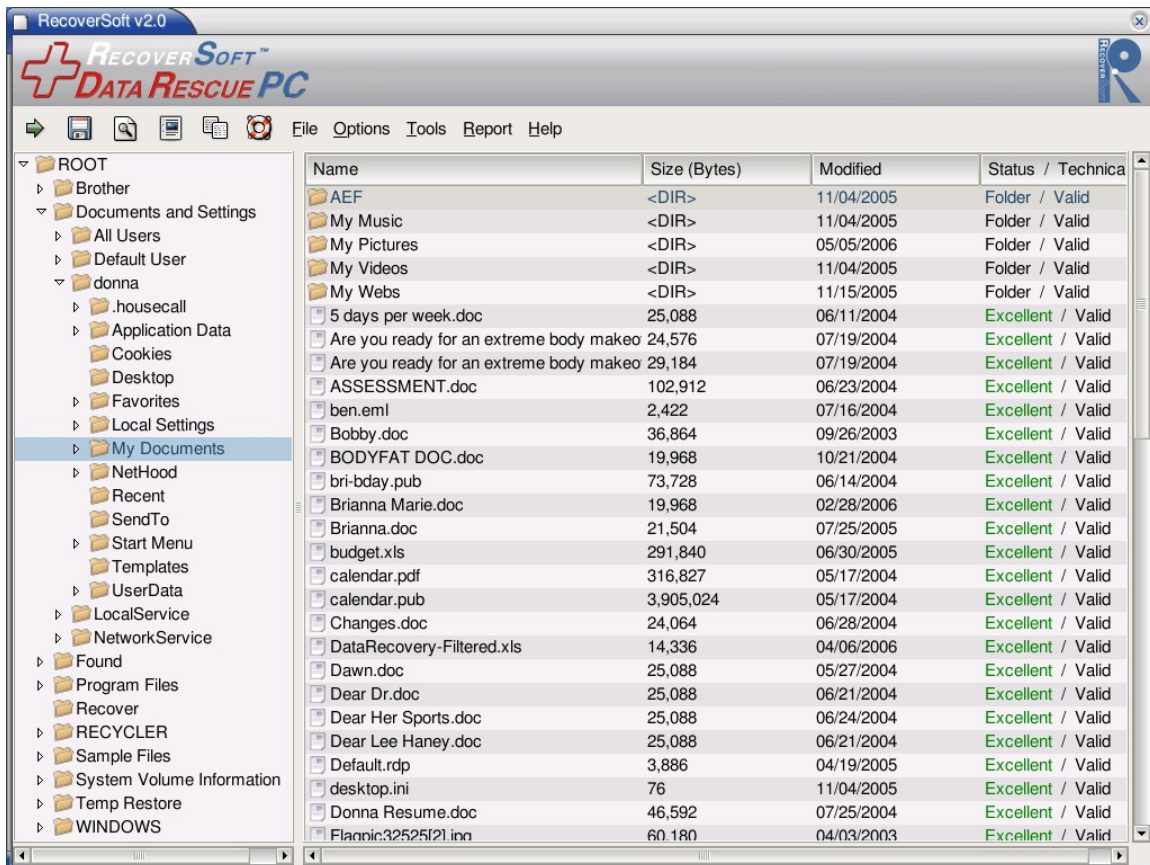 RecoverSoft v2.0
RECOVERSOFT™
DATA RESCUE PC
RECOVER
File Options Tools Report Help
ROOT
Brother
Documents and Settings
All Users
Default User
donna
.housecall
Application Data
Cookies
Desktop
Favorites
Local Settings
My Documents
NetHood
Recent
SendTo
Start Menu
Templates
UserData
LocalService
NetworkService
Found
Program Files
Recover
RECYCLER
Sample Files
System Volume Information
Temp Restore
WINDOWS
Name Size (Bytes) Modified Status / Technica
AEF <DIR> 11/04/2005 Folder / Valid
My Music <DIR> 11/04/2005 Folder / Valid
My Pictures <DIR> 05/05/2006 Folder / Valid
My Videos <DIR> 11/04/2005 Folder / Valid
My Webs <DIR> 11/15/2005 Folder / Valid
5 days per week.doc 25,088 06/11/2004 Excellent / Valid
Are you ready for an extreme body makeo 24,576 07/19/2004 Excellent / Valid
Are you ready for an extreme body makeo 29,184 07/19/2004 Excellent / Valid
ASSESSMENT.doc 102,912 06/23/2004 Excellent / Valid
ben.eml 2,422 07/16/2004 Excellent / Valid
Bobby.doc 36,864 09/26/2003 Excellent / Valid
BODYFAT DOC.doc 19,968 10/21/2004 Excellent / Valid
bri-bday.pub 73,728 06/14/2004 Excellent / Valid
Brianna Marie.doc 19,968 02/28/2006 Excellent / Valid
Brianna.doc 21,504 07/25/2005 Excellent / Valid
budget.xls 291,840 06/30/2005 Excellent / Valid
calendar.pdf 316,827 05/17/2004 Excellent / Valid
calendar.pub 3,905,024 05/17/2004 Excellent / Valid
Changes.doc 24,064 06/28/2004 Excellent / Valid
DataRecovery-Filtered.xls 14,336 04/06/2006 Excellent / Valid
Dawn.doc 25,088 05/27/2004 Excellent / Valid
Dear Dr.doc 25,088 06/21/2004 Excellent / Valid
Dear Her Sports.doc 25,088 06/24/2004 Excellent / Valid
Dear Lee Haney.doc 25,088 06/21/2004 Excellent / Valid
Default.rdp 3,886 04/19/2005 Excellent / Valid
desktop.ini 76 11/04/2005 Excellent / Valid
Donna Resume.doc 46,592 07/25/2004 Excellent / Valid
Flagpic32525[2].jpg 60,180 04/03/2003 Excellent / Valid